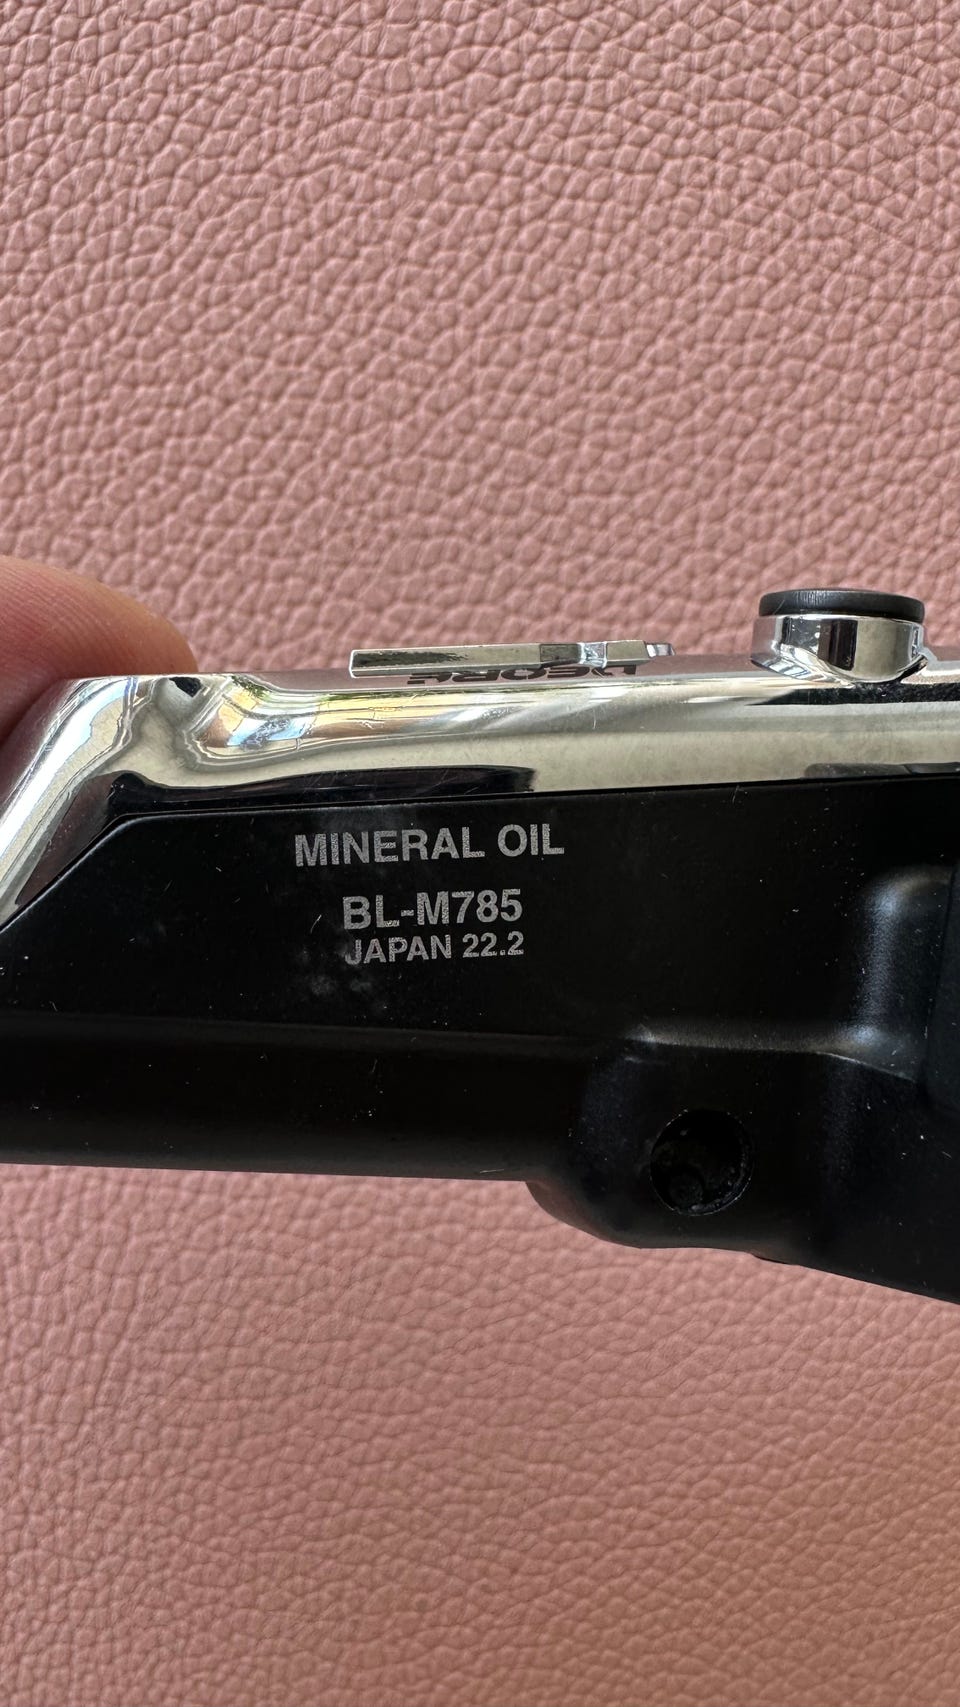 MINERAL OIL
BL-M785
JAPAN 22.2